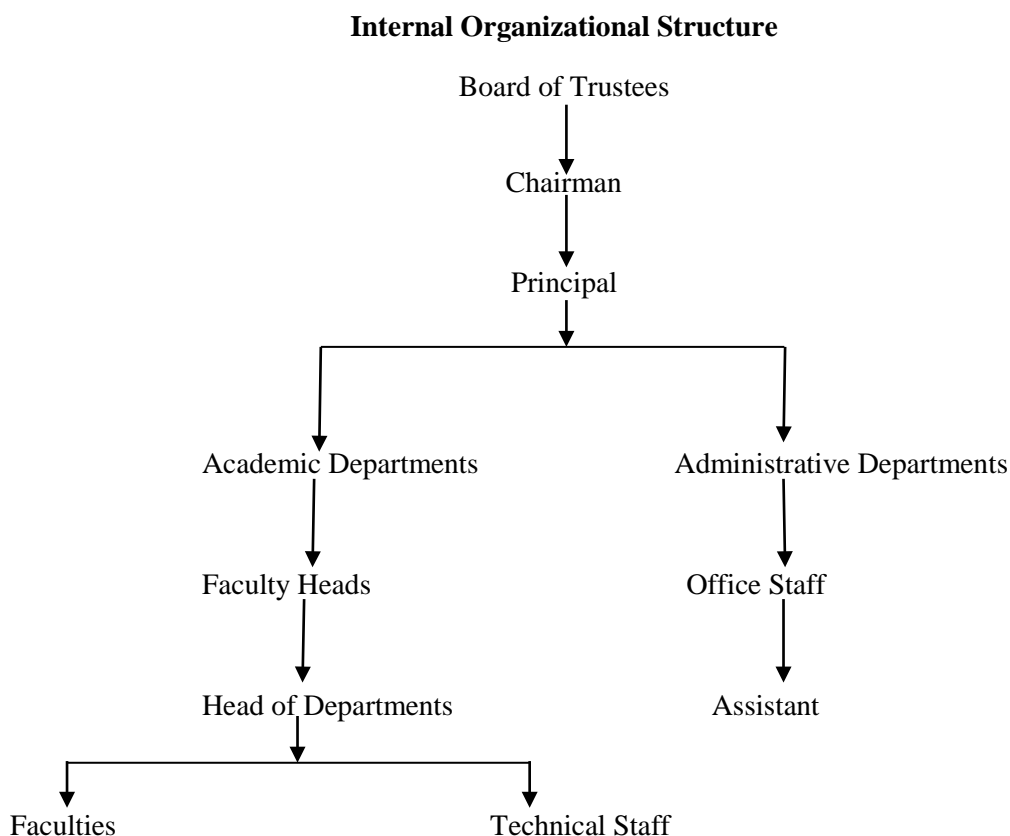 Internal Organizational Structure
Board of Trustees
Chairman
Principal
Academic Departments
Administrative Departments
Faculty Heads
Office Staff
Head of Departments
Assistant
Faculties
Technical Staff